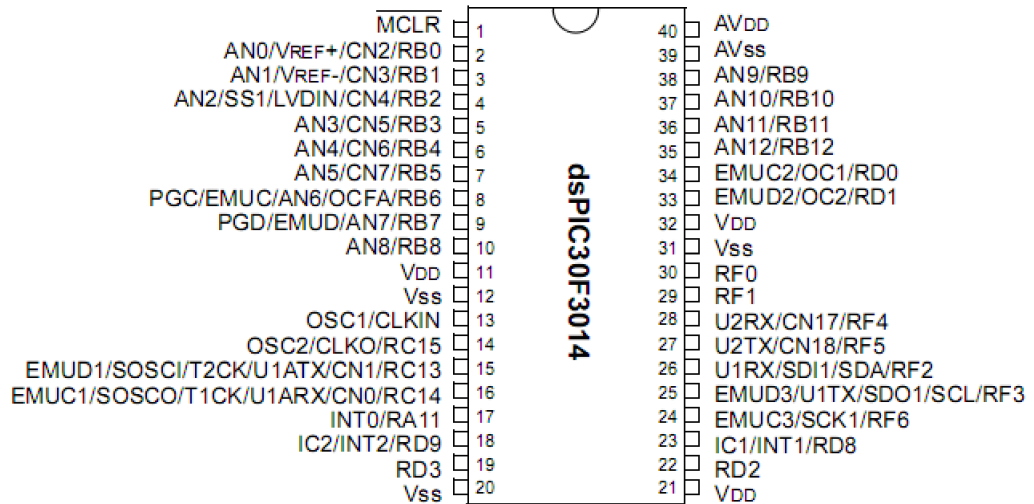 MCLR 1 40 AVDD
AN0/VREF+/CN2/RB0 2 39 AVss
AN1/VREF-/CN3/RB1 3 38 AN9/RB9
AN2/SS1/LVDIN/CN4/RB2 4 37 AN10/RB10
AN3/CN5/RB3 5 36 AN11/RB11
AN4/CN6/RB4 6 35 AN12/RB12
AN5/CN7/RB5 7 34 EMUC2/OC1/RD0
PGC/EMUC/AN6/OCFA/RB6 8 33 EMUD2/OC2/RD1
PGD/EMUD/AN7/RB7 9 32 VDD
AN8/RB8 10 31 Vss
VDD 11 30 RF0
Vss 12 29 RF1
OSC1/CLKIN 13 28 U2RX/CN17/RF4
OSC2/CLKO/RC15 14 27 U2TX/CN18/RF5
EMUD1/SOSCI/T2CK/U1ATX/CN1/RC13 15 26 U1RX/SDI1/SDA/RF2
EMUC1/SOSCO/T1CK/U1ARX/CN0/RC14 16 25 EMUD3/U1TX/SDO1/SCL/RF3
INT0/RA11 17 24 EMUC3/SCK1/RF6
IC2/INT2/RD9 18 23 IC1/INT1/RD8
RD3 19 22 RD2
Vss 20 21 VDD
dsPIC30F3014